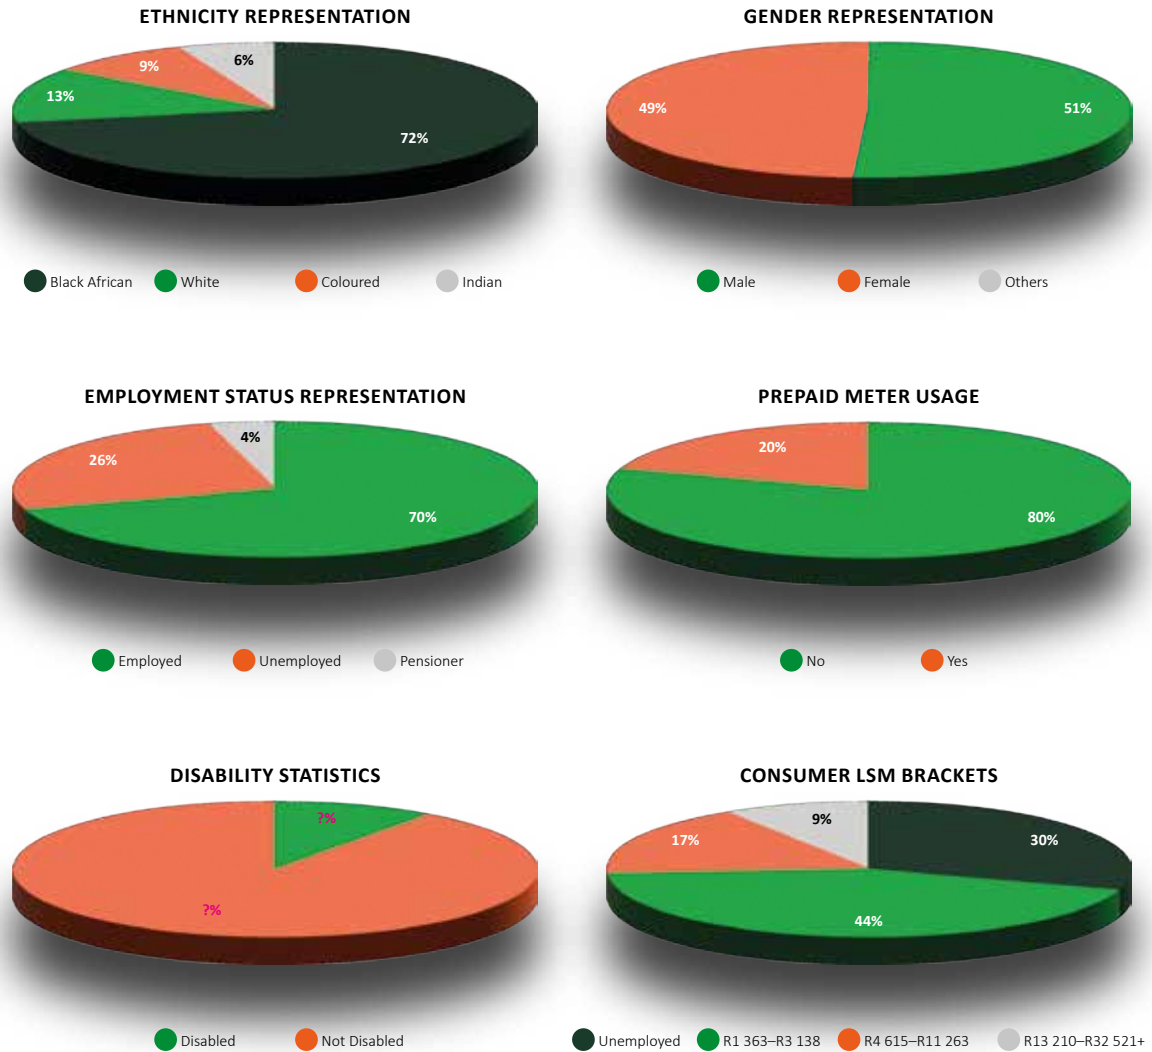 ETHNICITY REPRESENTATION
6%
9%
13%
72%
Black African White Coloured Indian
GENDER REPRESENTATION
49%
51%
Male Female Others
EMPLOYMENT STATUS REPRESENTATION
4%
26%
70%
Employed Unemployed Pensioner
PREPAID METER USAGE
20%
80%
No Yes
DISABILITY STATISTICS
?%
?%
Disabled Not Disabled
CONSUMER LSM BRACKETS
9%
17%
30%
44%
Unemployed R1 363–R3 138 R4 615–R11 263 R13 210–R32 521+